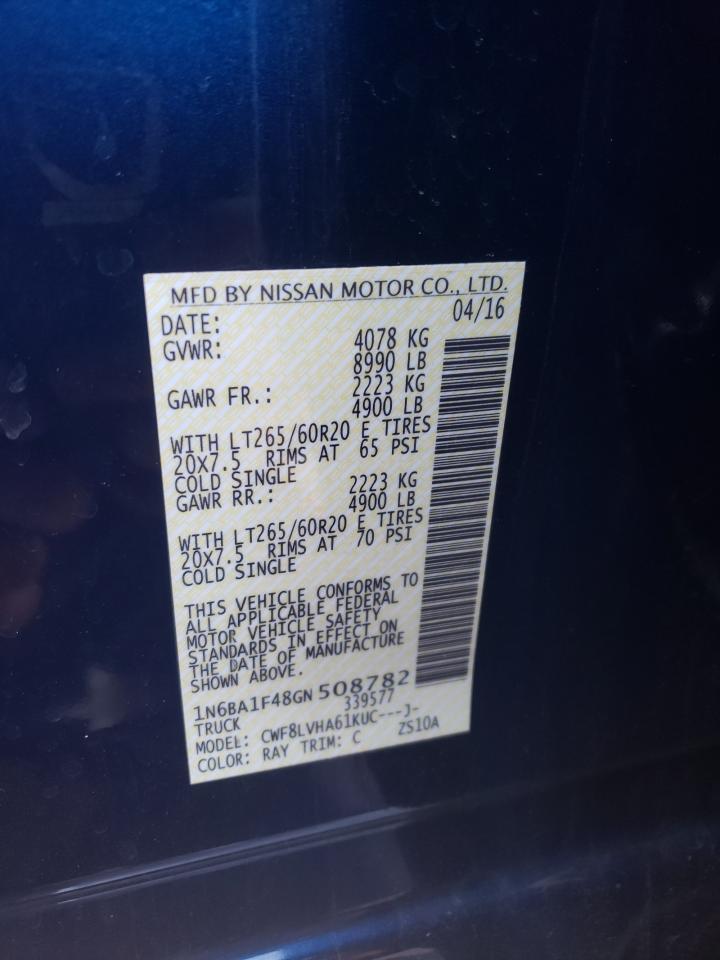 MFD BY NISSAN MOTOR CO., LTD.
DATE: 04/16
GVWR: 4078 KG
8990 LB
GAWR FR.: 2223 KG
4900 LB
WITH LT265/60R20 E TIRES
20X7.5 RIMS AT 65 PSI
COLD SINGLE
GAWR RR.: 2223 KG
4900 LB
WITH LT265/60R20 E TIRES
20X7.5 RIMS AT 70 PSI
COLD SINGLE
THIS VEHICLE CONFORMS TO
ALL APPLICABLE FEDERAL
MOTOR VEHICLE SAFETY
STANDARDS IN EFFECT ON
THE DATE OF MANUFACTURE
SHOWN ABOVE.
1N6BA1F48GN508782
TRUCK 339577
MODEL: CWF8LVHA61KUC---J-
COLOR: RAY TRIM: C ZS10A